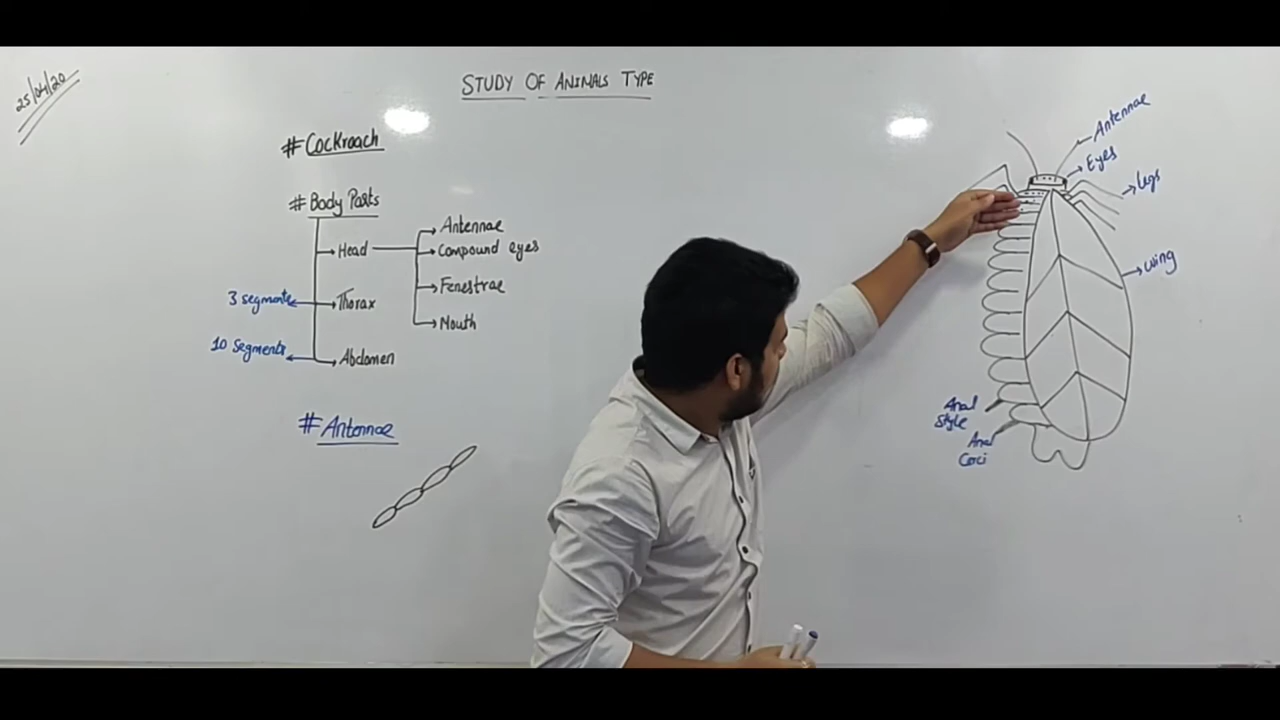 25/04/20
STUDY OF ANIMALS TYPE
# Cockroach
# Body Parts
Head
Antennae
Compound eyes
Fenestrae
Mouth
3 segments
Thorax
10 Segments
Abdomen
# Antennae
Antennae
Eyes
legs
wing
Anal
Style
Anal
Cerci